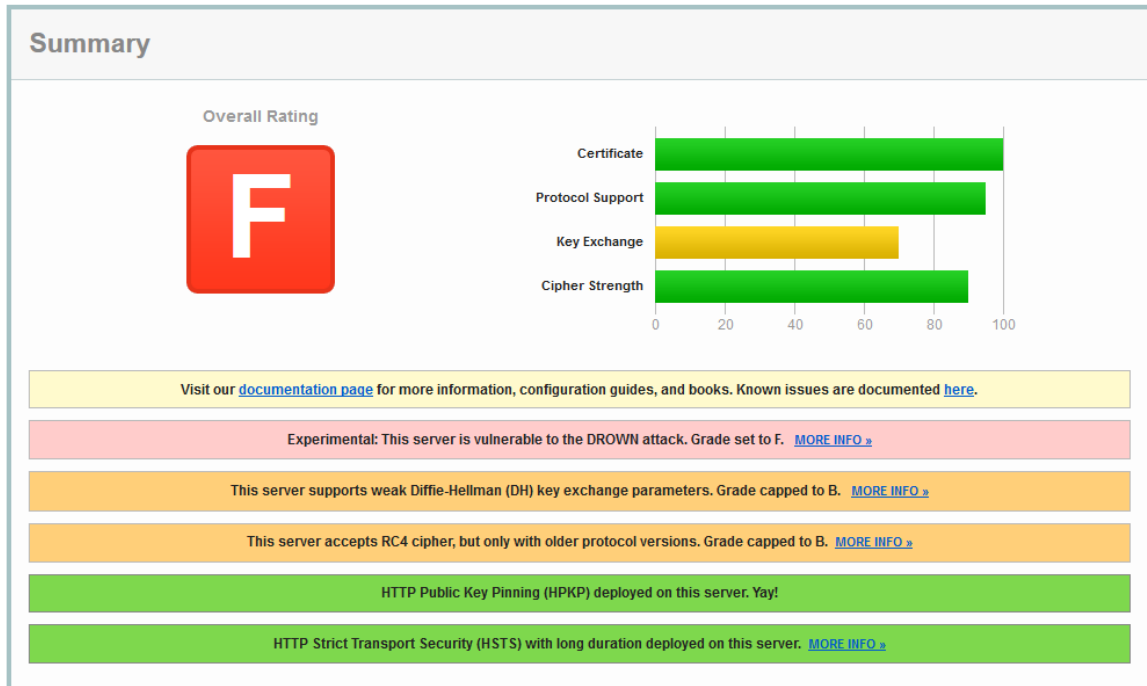 Summary
Overall Rating
F
Certificate
Protocol Support
Key Exchange
Cipher Strength
0 20 40 60 80 100
Visit our documentation page for more information, configuration guides, and books. Known issues are documented here.
Experimental: This server is vulnerable to the DROWN attack. Grade set to F. MORE INFO »
This server supports weak Diffie-Hellman (DH) key exchange parameters. Grade capped to B. MORE INFO »
This server accepts RC4 cipher, but only with older protocol versions. Grade capped to B. MORE INFO »
HTTP Public Key Pinning (HPKP) deployed on this server. Yay!
HTTP Strict Transport Security (HSTS) with long duration deployed on this server. MORE INFO »